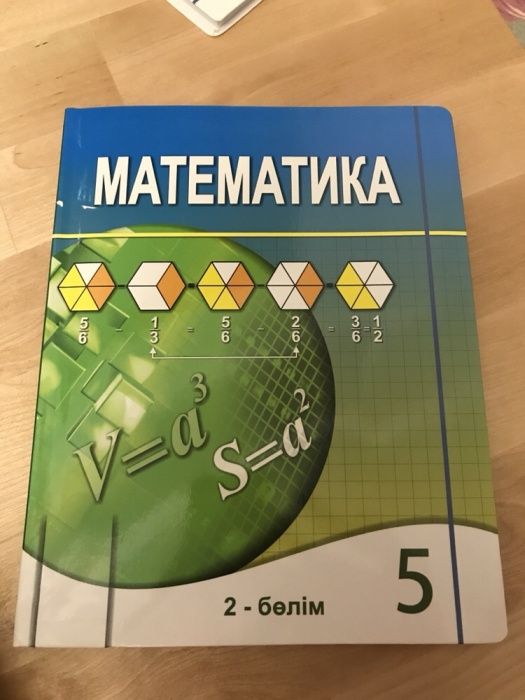 МАТЕМАТИКА
5/6 - 1/3 = 5/6 - 2/6 = 3/6 = 1/2
V=a³
S=a²
2 - бөлім
5